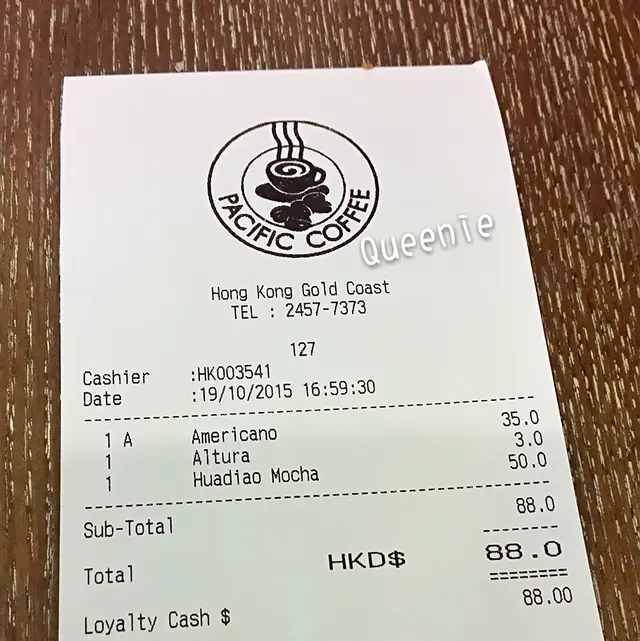 PACIFIC COFFEE
Queenie
Hong Kong Gold Coast
TEL : 2457-7373
127
Cashier :HK003541
Date :19/10/2015 16:59:30
1 A Americano 35.0
1 Altura 3.0
1 Huadiao Mocha 50.0
Sub-Total 88.0
Total HKD$ 88.0
Loyalty Cash $ 88.00